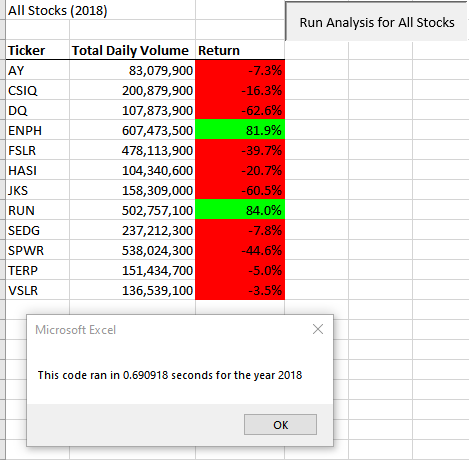 All Stocks (2018)
Run Analysis for All Stocks
Ticker Total Daily Volume Return
AY 83,079,900 -7.3%
CSIQ 200,879,900 -16.3%
DQ 107,873,900 -62.6%
ENPH 607,473,500 81.9%
FSLR 478,113,900 -39.7%
HASI 104,340,600 -20.7%
JKS 158,309,000 -60.5%
RUN 502,757,100 84.0%
SEDG 237,212,300 -7.8%
SPWR 538,024,300 -44.6%
TERP 151,434,700 -5.0%
VSLR 136,539,100 -3.5%
Microsoft Excel
This code ran in 0.690918 seconds for the year 2018
OK